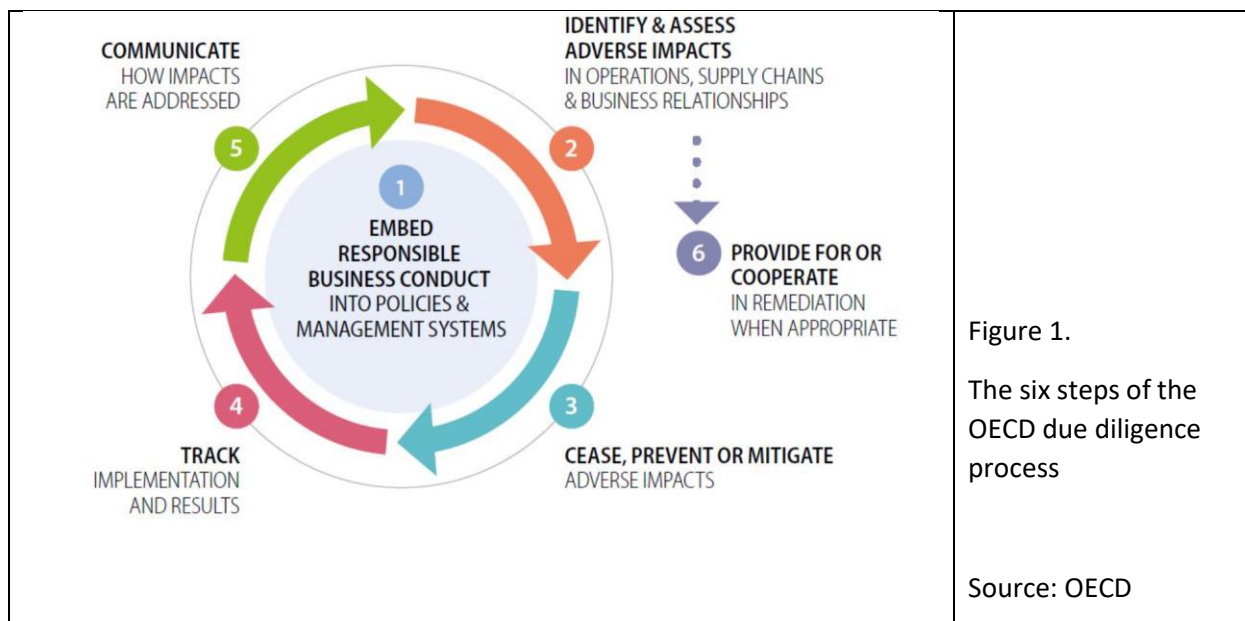 COMMUNICATE
HOW IMPACTS
ARE ADDRESSED
5
IDENTIFY & ASSESS
ADVERSE IMPACTS
IN OPERATIONS, SUPPLY CHAINS
& BUSINESS RELATIONSHIPS
2
1
EMBED
RESPONSIBLE
BUSINESS CONDUCT
INTO POLICIES &
MANAGEMENT SYSTEMS
6
PROVIDE FOR OR
COOPERATE
IN REMEDIATION
WHEN APPROPRIATE
4
TRACK
IMPLEMENTATION
AND RESULTS
3
CEASE, PREVENT OR MITIGATE
ADVERSE IMPACTS
Figure 1.
The six steps of the
OECD due diligence
process
Source: OECD